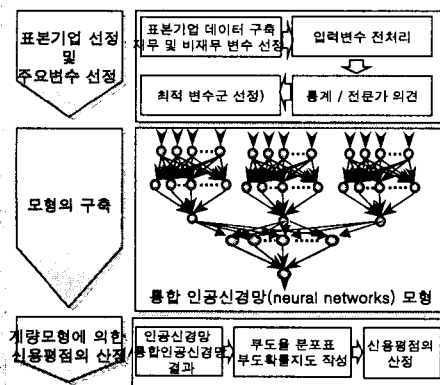 표본기업 선정
및
주요변수 선정
표본기업 데이터 구축
재무 및 비재무 변수 선정
입력변수 전처리
최적 변수군 선정)
통계 / 전문가 의견
모형의 구축
통합 인공신경망(neural networks) 모형
계량모형에 의한
신용평점의 산정
인공신경망
통합인공신경망
결과
부도율 분포표
부도확률지도 작성
신용평점의
산정